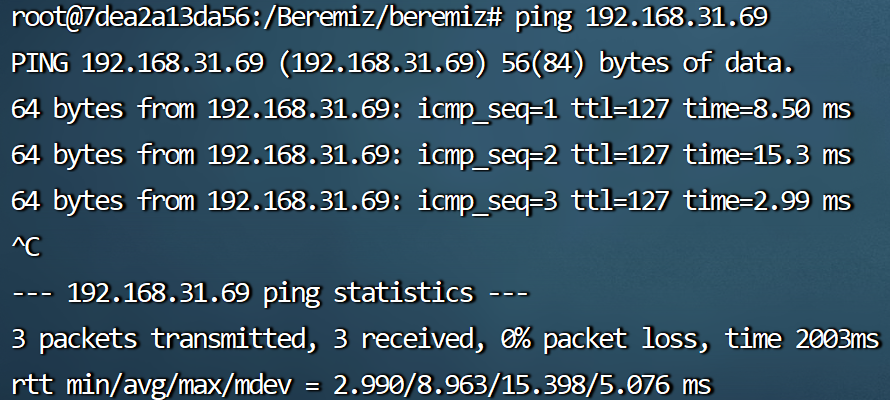 root@7dea2a13da56:/Beremiz/beremiz# ping 192.168.31.69
PING 192.168.31.69 (192.168.31.69) 56(84) bytes of data.
64 bytes from 192.168.31.69: icmp_seq=1 ttl=127 time=8.50 ms
64 bytes from 192.168.31.69: icmp_seq=2 ttl=127 time=15.3 ms
64 bytes from 192.168.31.69: icmp_seq=3 ttl=127 time=2.99 ms
^C
--- 192.168.31.69 ping statistics ---
3 packets transmitted, 3 received, 0% packet loss, time 2003ms
rtt min/avg/max/mdev = 2.990/8.963/15.398/5.076 ms